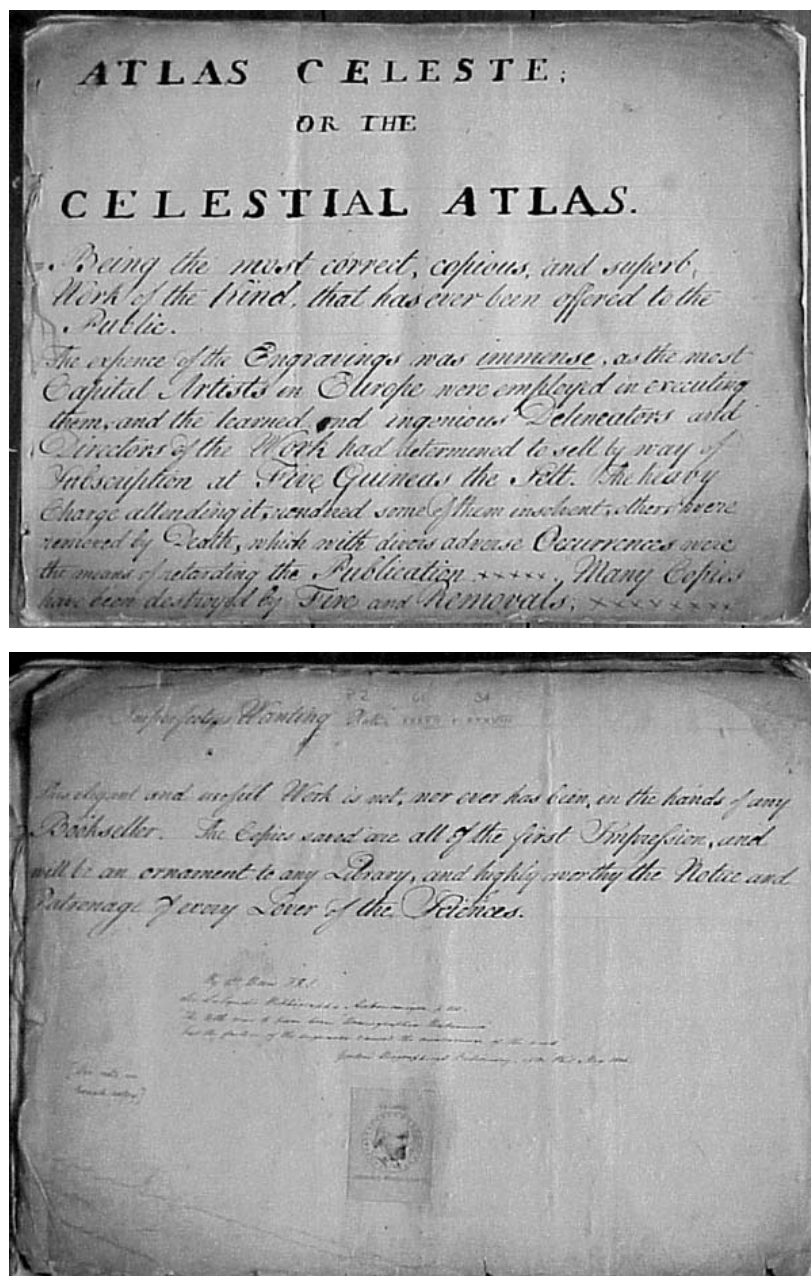 ATLAS CELESTE;
OR THE
CELESTIAL ATLAS.
Being the most correct, copious, and superb,
Work of the Kind, that has ever been offered to the
Public.
The expence of the Engravings was immense, as the most
Capital Artists in Europe were employed in executing
them, and the learned and ingenious Delineators and
Directors of the Work had determined to sell by way of
Subscription at Five Guineas the Sett. The heavy
Charge attending it, rendred some of them insolvent, others were
removed by Death, which with divers adverse Occurrences were
the means of retarding the Publication xxxxx. Many Copies
have been destroyed by Fire and Removals; xxxxxxxx
Imperfect, Wanting
This elegant and useful Work is not, nor ever has been, in the hands of any
Bookseller. The Copies saved are all of the first Impression, and
will be an ornament to any Library, and highly worthy the Notice and
Patronage of every Lover of the Sciences.
By Dr. Bevis F.R.S.